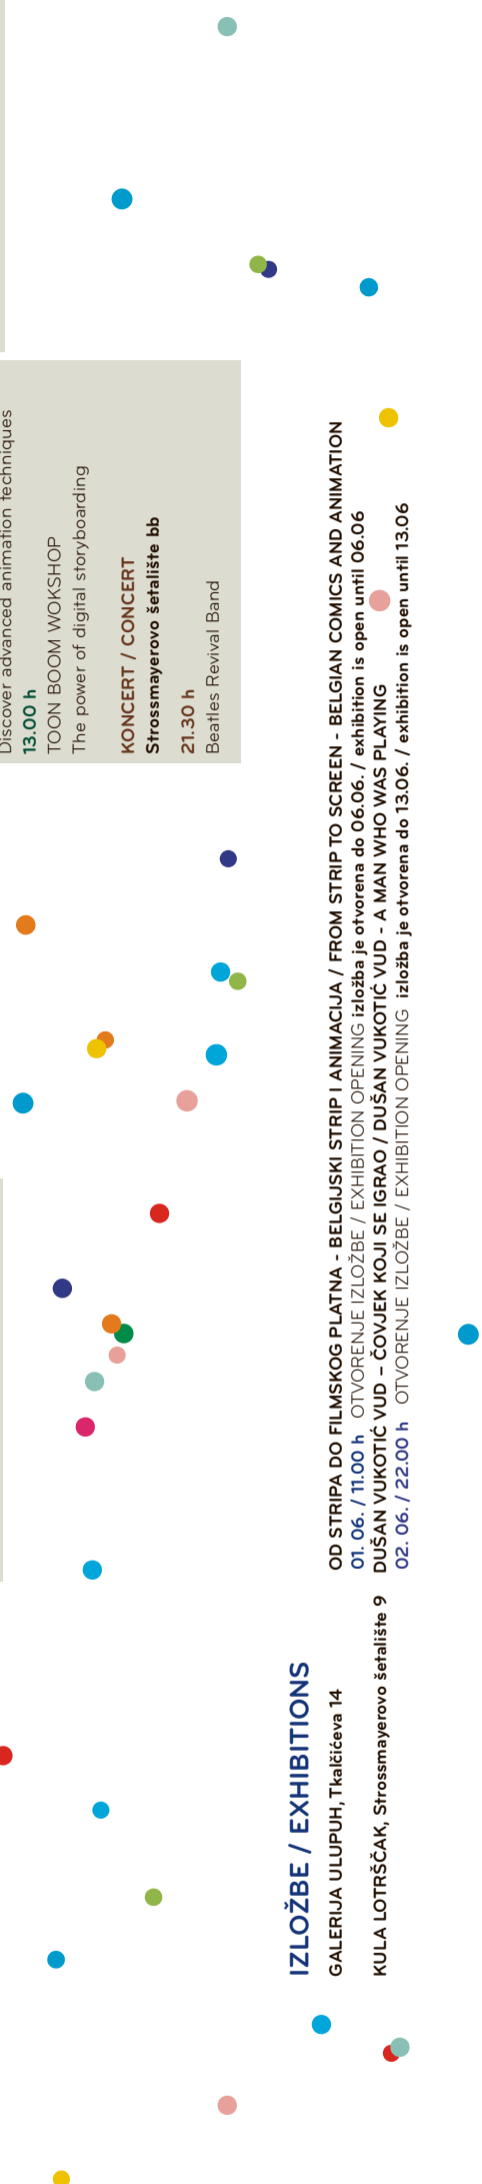 Discover advanced animation techniques
13.00 h
TOON BOOM WOKSHOP
The power of digital storyboarding
KONCERT / CONCERT
Strossmayerovo šetalište bb
21.30 h
Beatles Revival Band
IZLOŽBE / EXHIBITIONS
GALERIJA ULUPUH, Tkalčićeva 14
OD STRIPA DO FILMSKOG PLATNA - BELGIJSKI STRIP I ANIMACIJA / FROM STRIP TO SCREEN - BELGIAN COMICS AND ANIMATION
01. 06. / 11.00 h OTVORENJE IZLOŽBE / EXHIBITION OPENING izložba je otvorena do 06.06. / exhibition is open until 06.06
KULA LOTRŠČAK, Strossmayerovo šetalište 9
DUŠAN VUKOTIĆ VUD – ČOVJEK KOJI SE IGRAO / DUŠAN VUKOTIĆ VUD - A MAN WHO WAS PLAYING
02. 06. / 22.00 h OTVORENJE IZLOŽBE / EXHIBITION OPENING izložba je otvorena do 13.06. / exhibition is open until 13.06